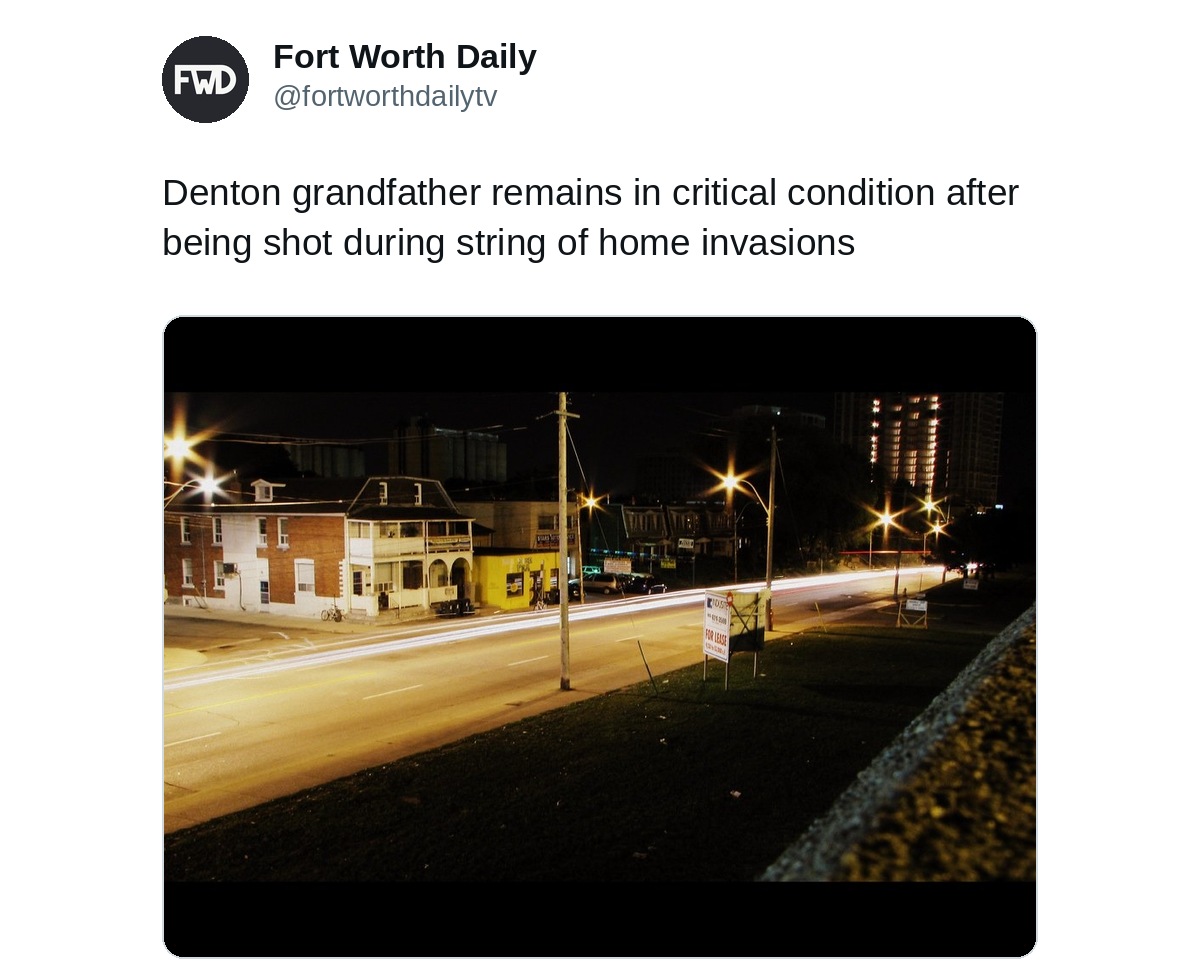 FWD
Fort Worth Daily
@fortworthdailytv
Denton grandfather remains in critical condition after
being shot during string of home invasions
FOR LEASE